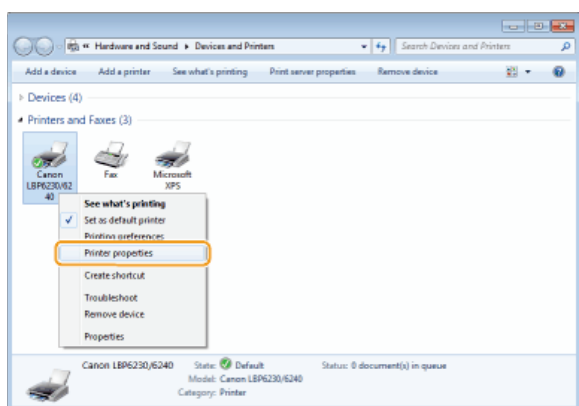 « Hardware and Sound ▸ Devices and Printers
Search Devices and Printers
Add a device Add a printer See what's printing Print server properties Remove device
Devices (4)
Printers and Faxes (3)
Canon
LBP6230/62
40
Fax
Microsoft
XPS
See what's printing
Set as default printer
Printing preferences
Printer properties
Create shortcut
Troubleshoot
Remove device
Properties
Canon LBP6230/6240 State: Default Status: 0 document(s) in queue
Model: Canon LBP6230/6240
Category: Printer